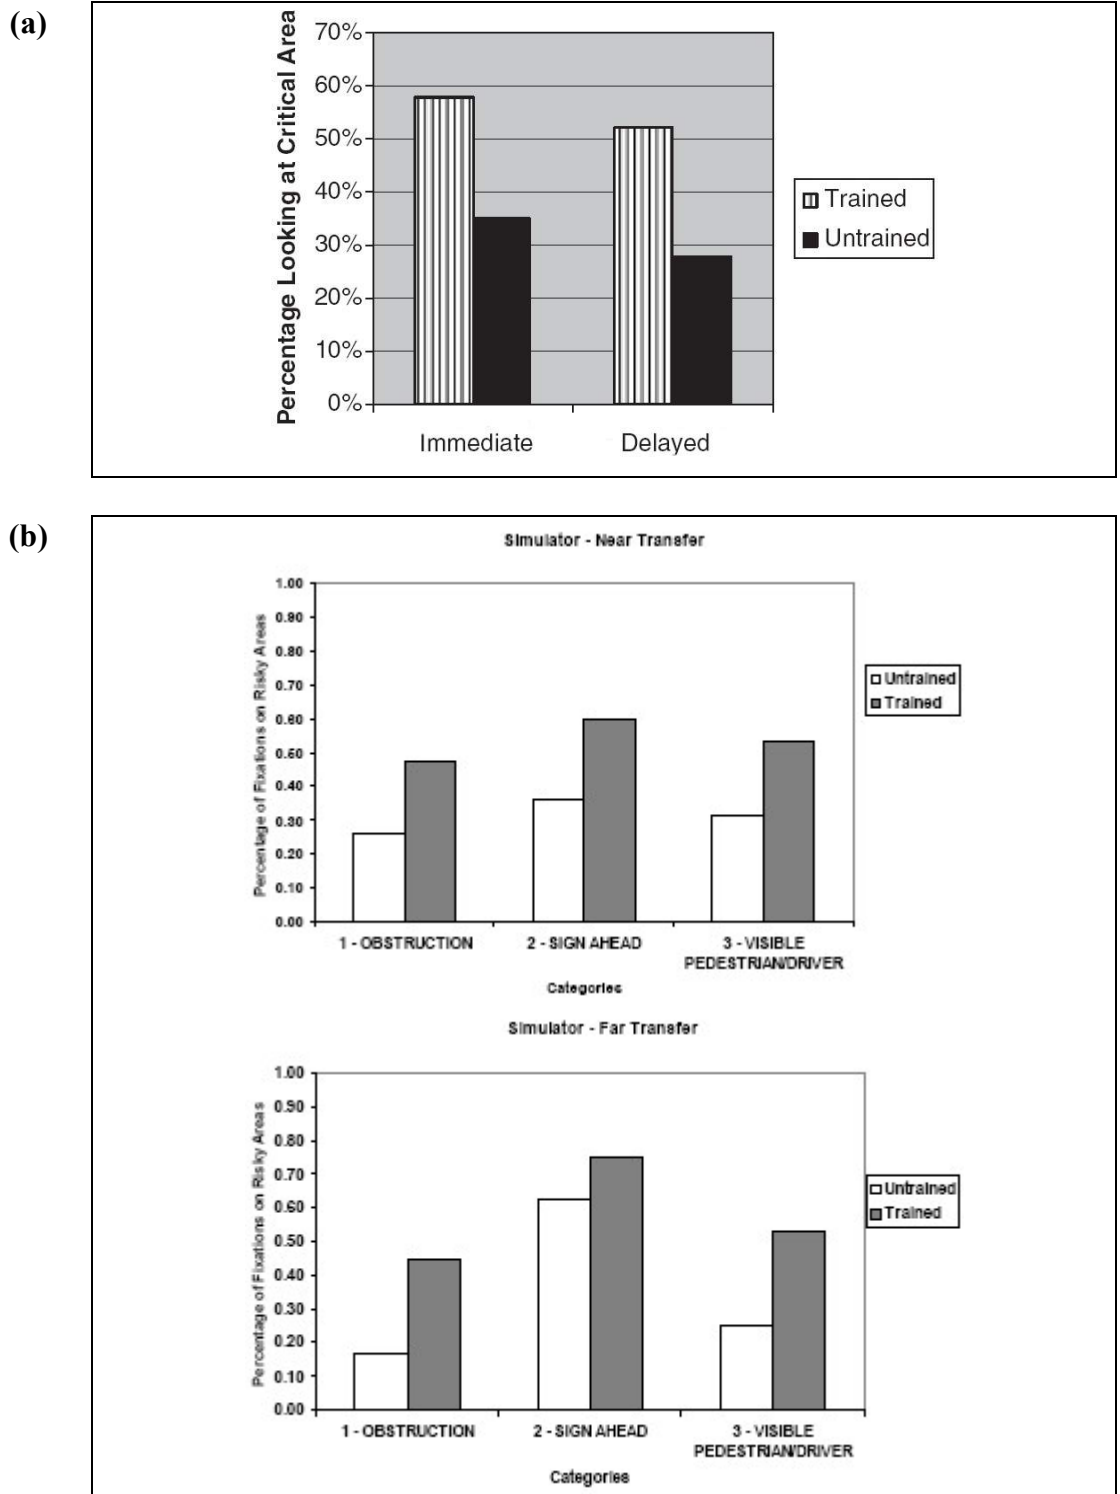 (a)
Percentage Looking at Critical Area
70%
60%
50%
40%
30%
20%
10%
0%
Immediate
Delayed
Trained
Untrained
(b)
Simulator - Near Transfer
Percentage of Fixations on Risky Areas
1.00
0.90
0.80
0.70
0.60
0.50
0.40
0.30
0.20
0.10
0.00
1 - OBSTRUCTION
2 - SIGN AHEAD
3 - VISIBLE
PEDESTRIAN/DRIVER
Categories
Untrained
Trained
Simulator - Far Transfer
Percentage of Fixations on Risky Areas
1.00
0.90
0.80
0.70
0.60
0.50
0.40
0.30
0.20
0.10
0.00
1 - OBSTRUCTION
2 - SIGN AHEAD
3 - VISIBLE
PEDESTRIAN/DRIVER
Categories
Untrained
Trained